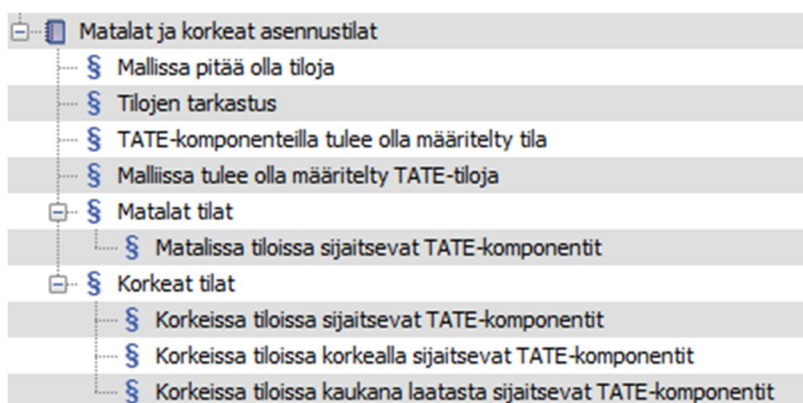 Matalat ja korkeat asennustilat
§ Mallissa pitää olla tiloja
§ Tilojen tarkastus
§ TATE-komponenteilla tulee olla määritelty tila
§ Malliissa tulee olla määritelty TATE-tiloja
§ Matalat tilat
§ Matalissa tiloissa sijaitsevat TATE-komponentit
§ Korkeat tilat
§ Korkeissa tiloissa sijaitsevat TATE-komponentit
§ Korkeissa tiloissa korkealla sijaitsevat TATE-komponentit
§ Korkeissa tiloissa kaukana laatasta sijaitsevat TATE-komponentit